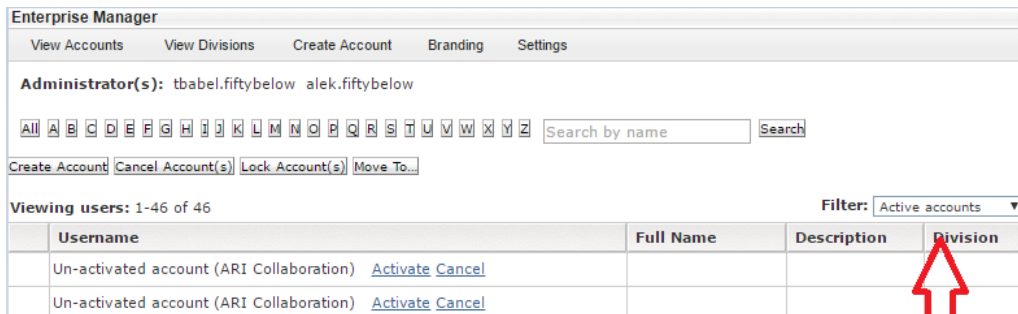 Enterprise Manager
View Accounts View Divisions Create Account Branding Settings
Administrator(s): tbabel.fiftybelow alek.fiftybelow
All A B C D E F G H I J K L M N O P Q R S T U V W X Y Z Search by name Search
Create Account Cancel Account(s) Lock Account(s) Move To...
Viewing users: 1-46 of 46 Filter: Active accounts
Username Full Name Description Division
Un-activated account (ARI Collaboration) Activate Cancel
Un-activated account (ARI Collaboration) Activate Cancel